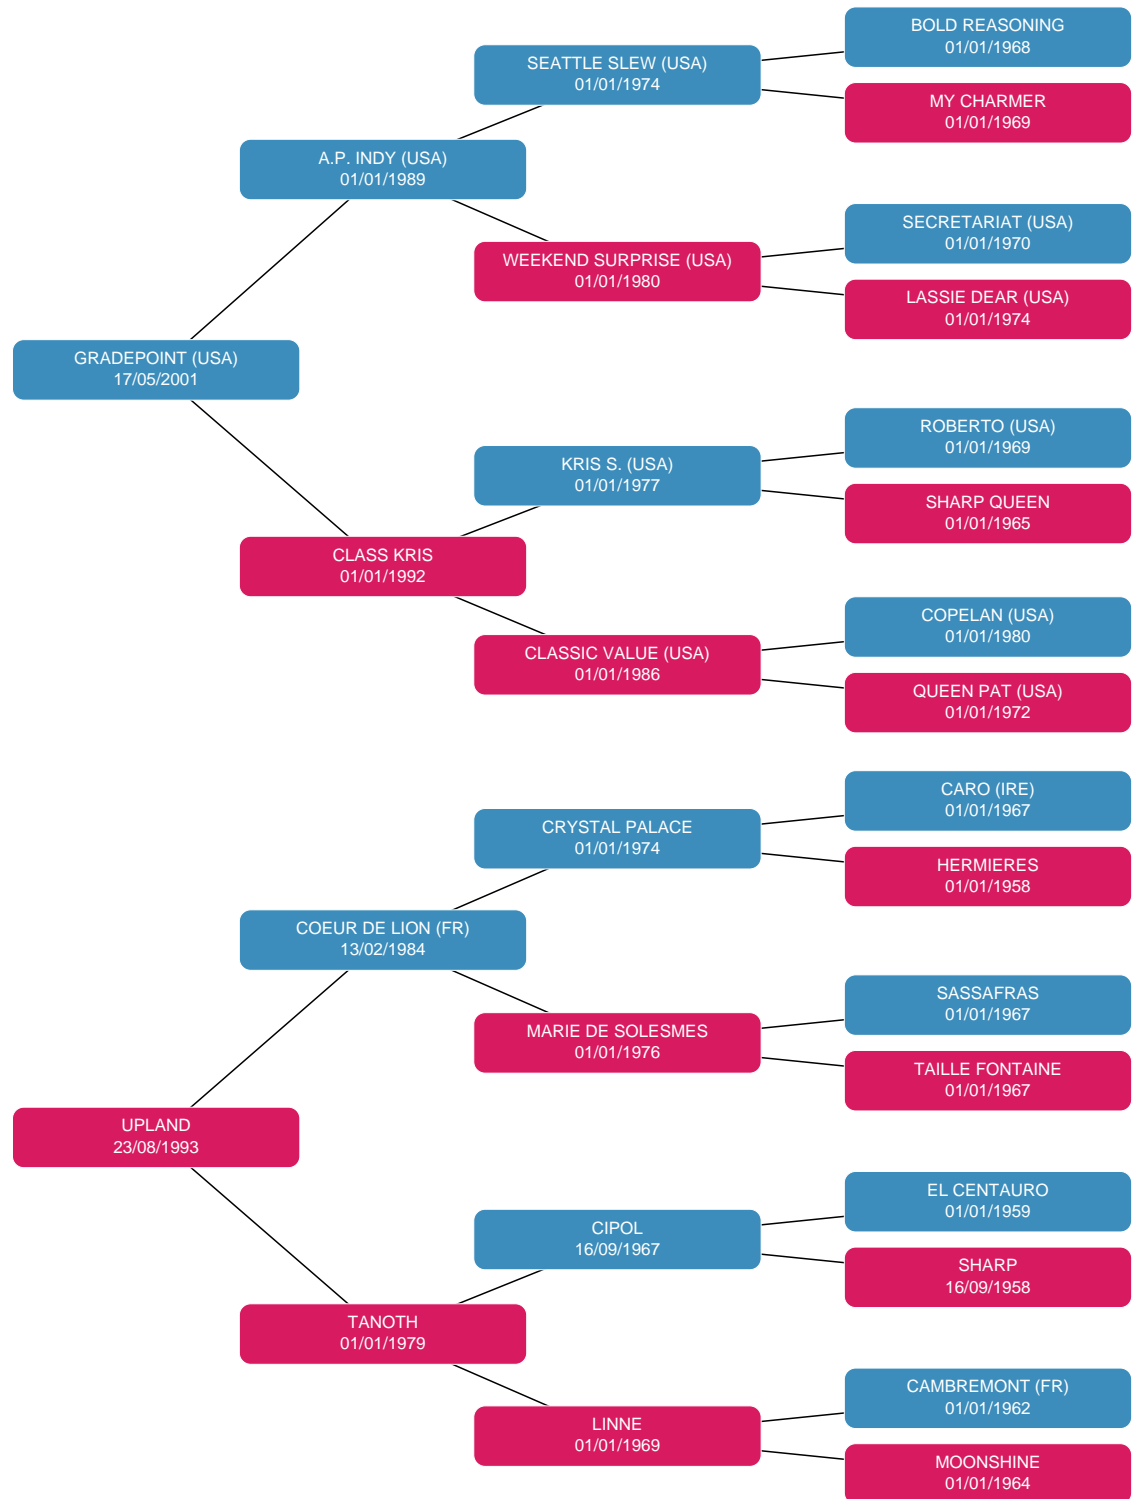 BOLD REASONING
01/01/1968
SEATTLE SLEW (USA)
01/01/1974
MY CHARMER
01/01/1969
A.P. INDY (USA)
01/01/1989
SECRETARIAT (USA)
01/01/1970
WEEKEND SURPRISE (USA)
01/01/1980
LASSIE DEAR (USA)
01/01/1974
GRADEPOINT (USA)
17/05/2001
ROBERTO (USA)
01/01/1969
KRIS S. (USA)
01/01/1977
SHARP QUEEN
01/01/1965
CLASS KRIS
01/01/1992
COPELAN (USA)
01/01/1980
CLASSIC VALUE (USA)
01/01/1986
QUEEN PAT (USA)
01/01/1972
CARO (IRE)
01/01/1967
CRYSTAL PALACE
01/01/1974
HERMIERES
01/01/1958
COEUR DE LION (FR)
13/02/1984
SASSAFRAS
01/01/1967
MARIE DE SOLESMES
01/01/1976
TAILLE FONTAINE
01/01/1967
UPLAND
23/08/1993
EL CENTAURO
01/01/1959
CIPOL
16/09/1967
SHARP
16/09/1958
TANOTH
01/01/1979
CAMBREMONT (FR)
01/01/1962
LINNE
01/01/1969
MOONSHINE
01/01/1964